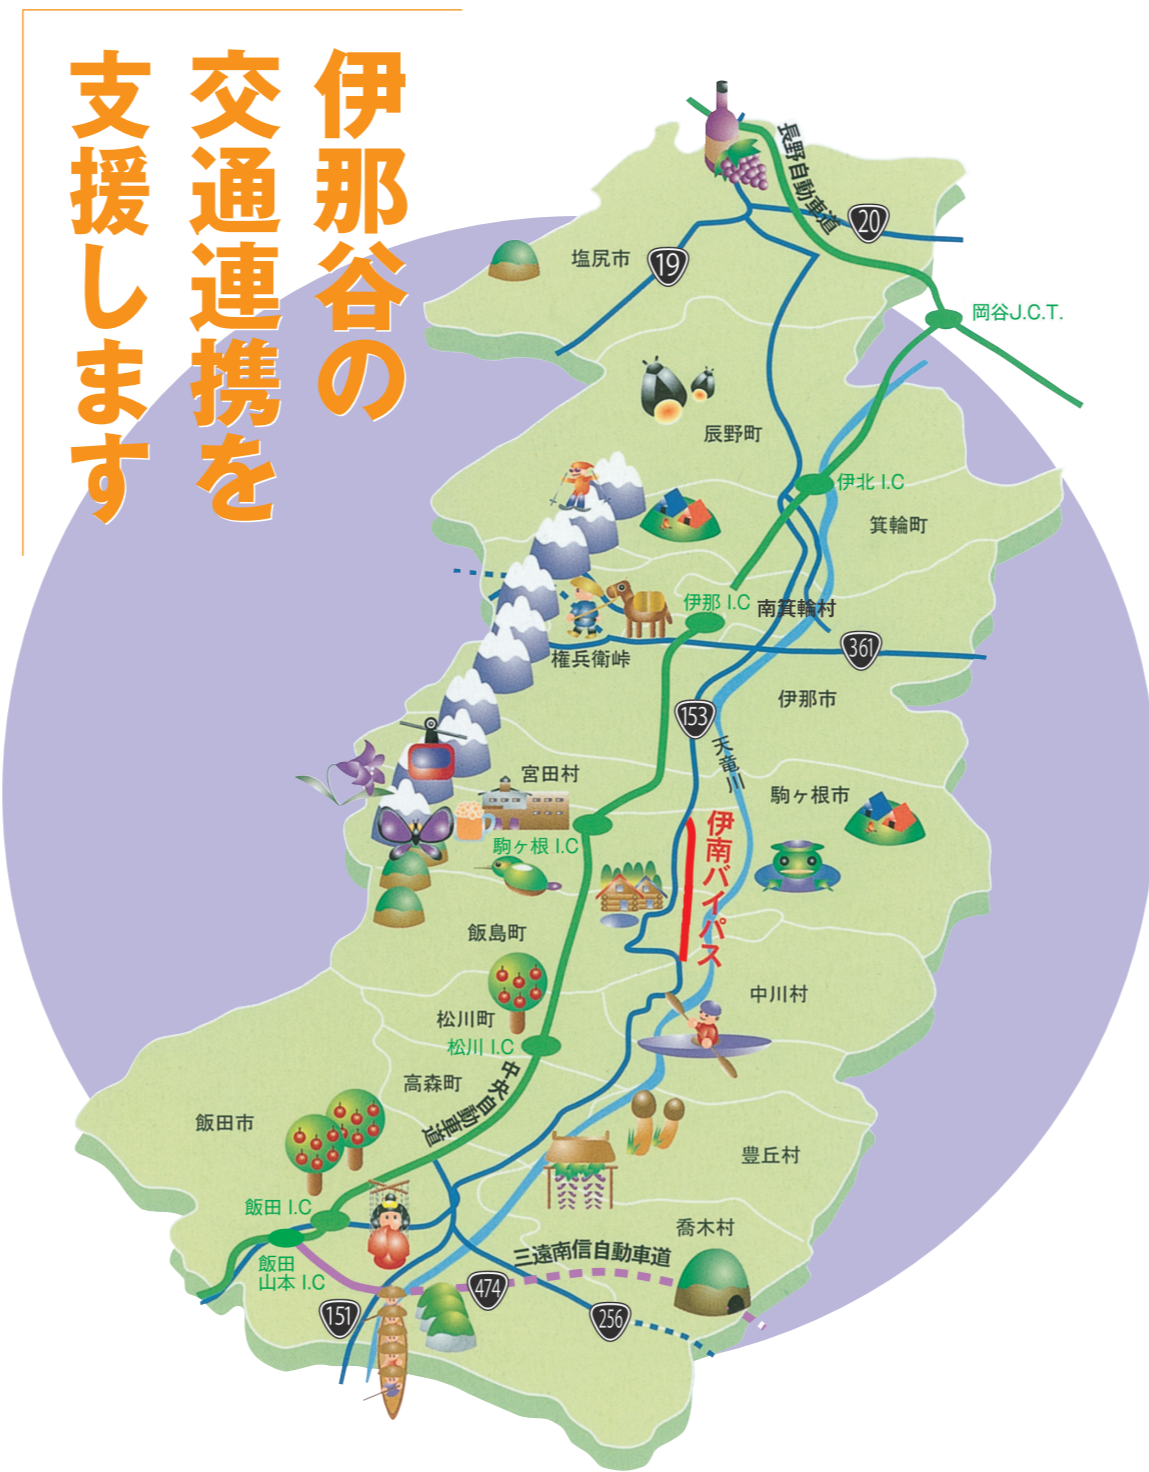 伊那谷の
交通連携を
支援します
長野自動車道
20
19
塩尻市
岡谷J.C.T.
辰野町
伊北 I.C
箕輪町
伊那 I.C
南箕輪村
権兵衛峠
361
伊那市
153
天竜川
宮田村
駒ヶ根市
伊南バイパス
駒ヶ根 I.C
飯島町
中川村
松川町
松川 I.C
高森町
中央自動車道
飯田市
豊丘村
飯田 I.C
喬木村
三遠南信自動車道
飯田
山本 I.C
474
151
256